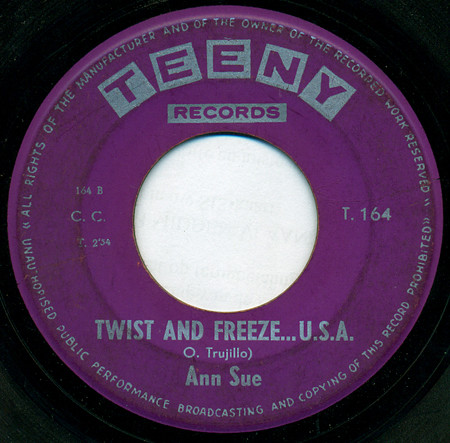 « ALL RIGHTS OF THE MANUFACTURER AND OF THE OWNER OF THE RECORDED WORK RESERVED »
TEENY
RECORDS
164 B
C. C.
T. 164
T. 2'34
TWIST AND FREEZE... U.S.A.
O. Trujillo)
Ann Sue
UNAUTHORISED PUBLIC PERFORMANCE BROADCASTING AND COPYING OF THIS RECORD PROHIBITED»